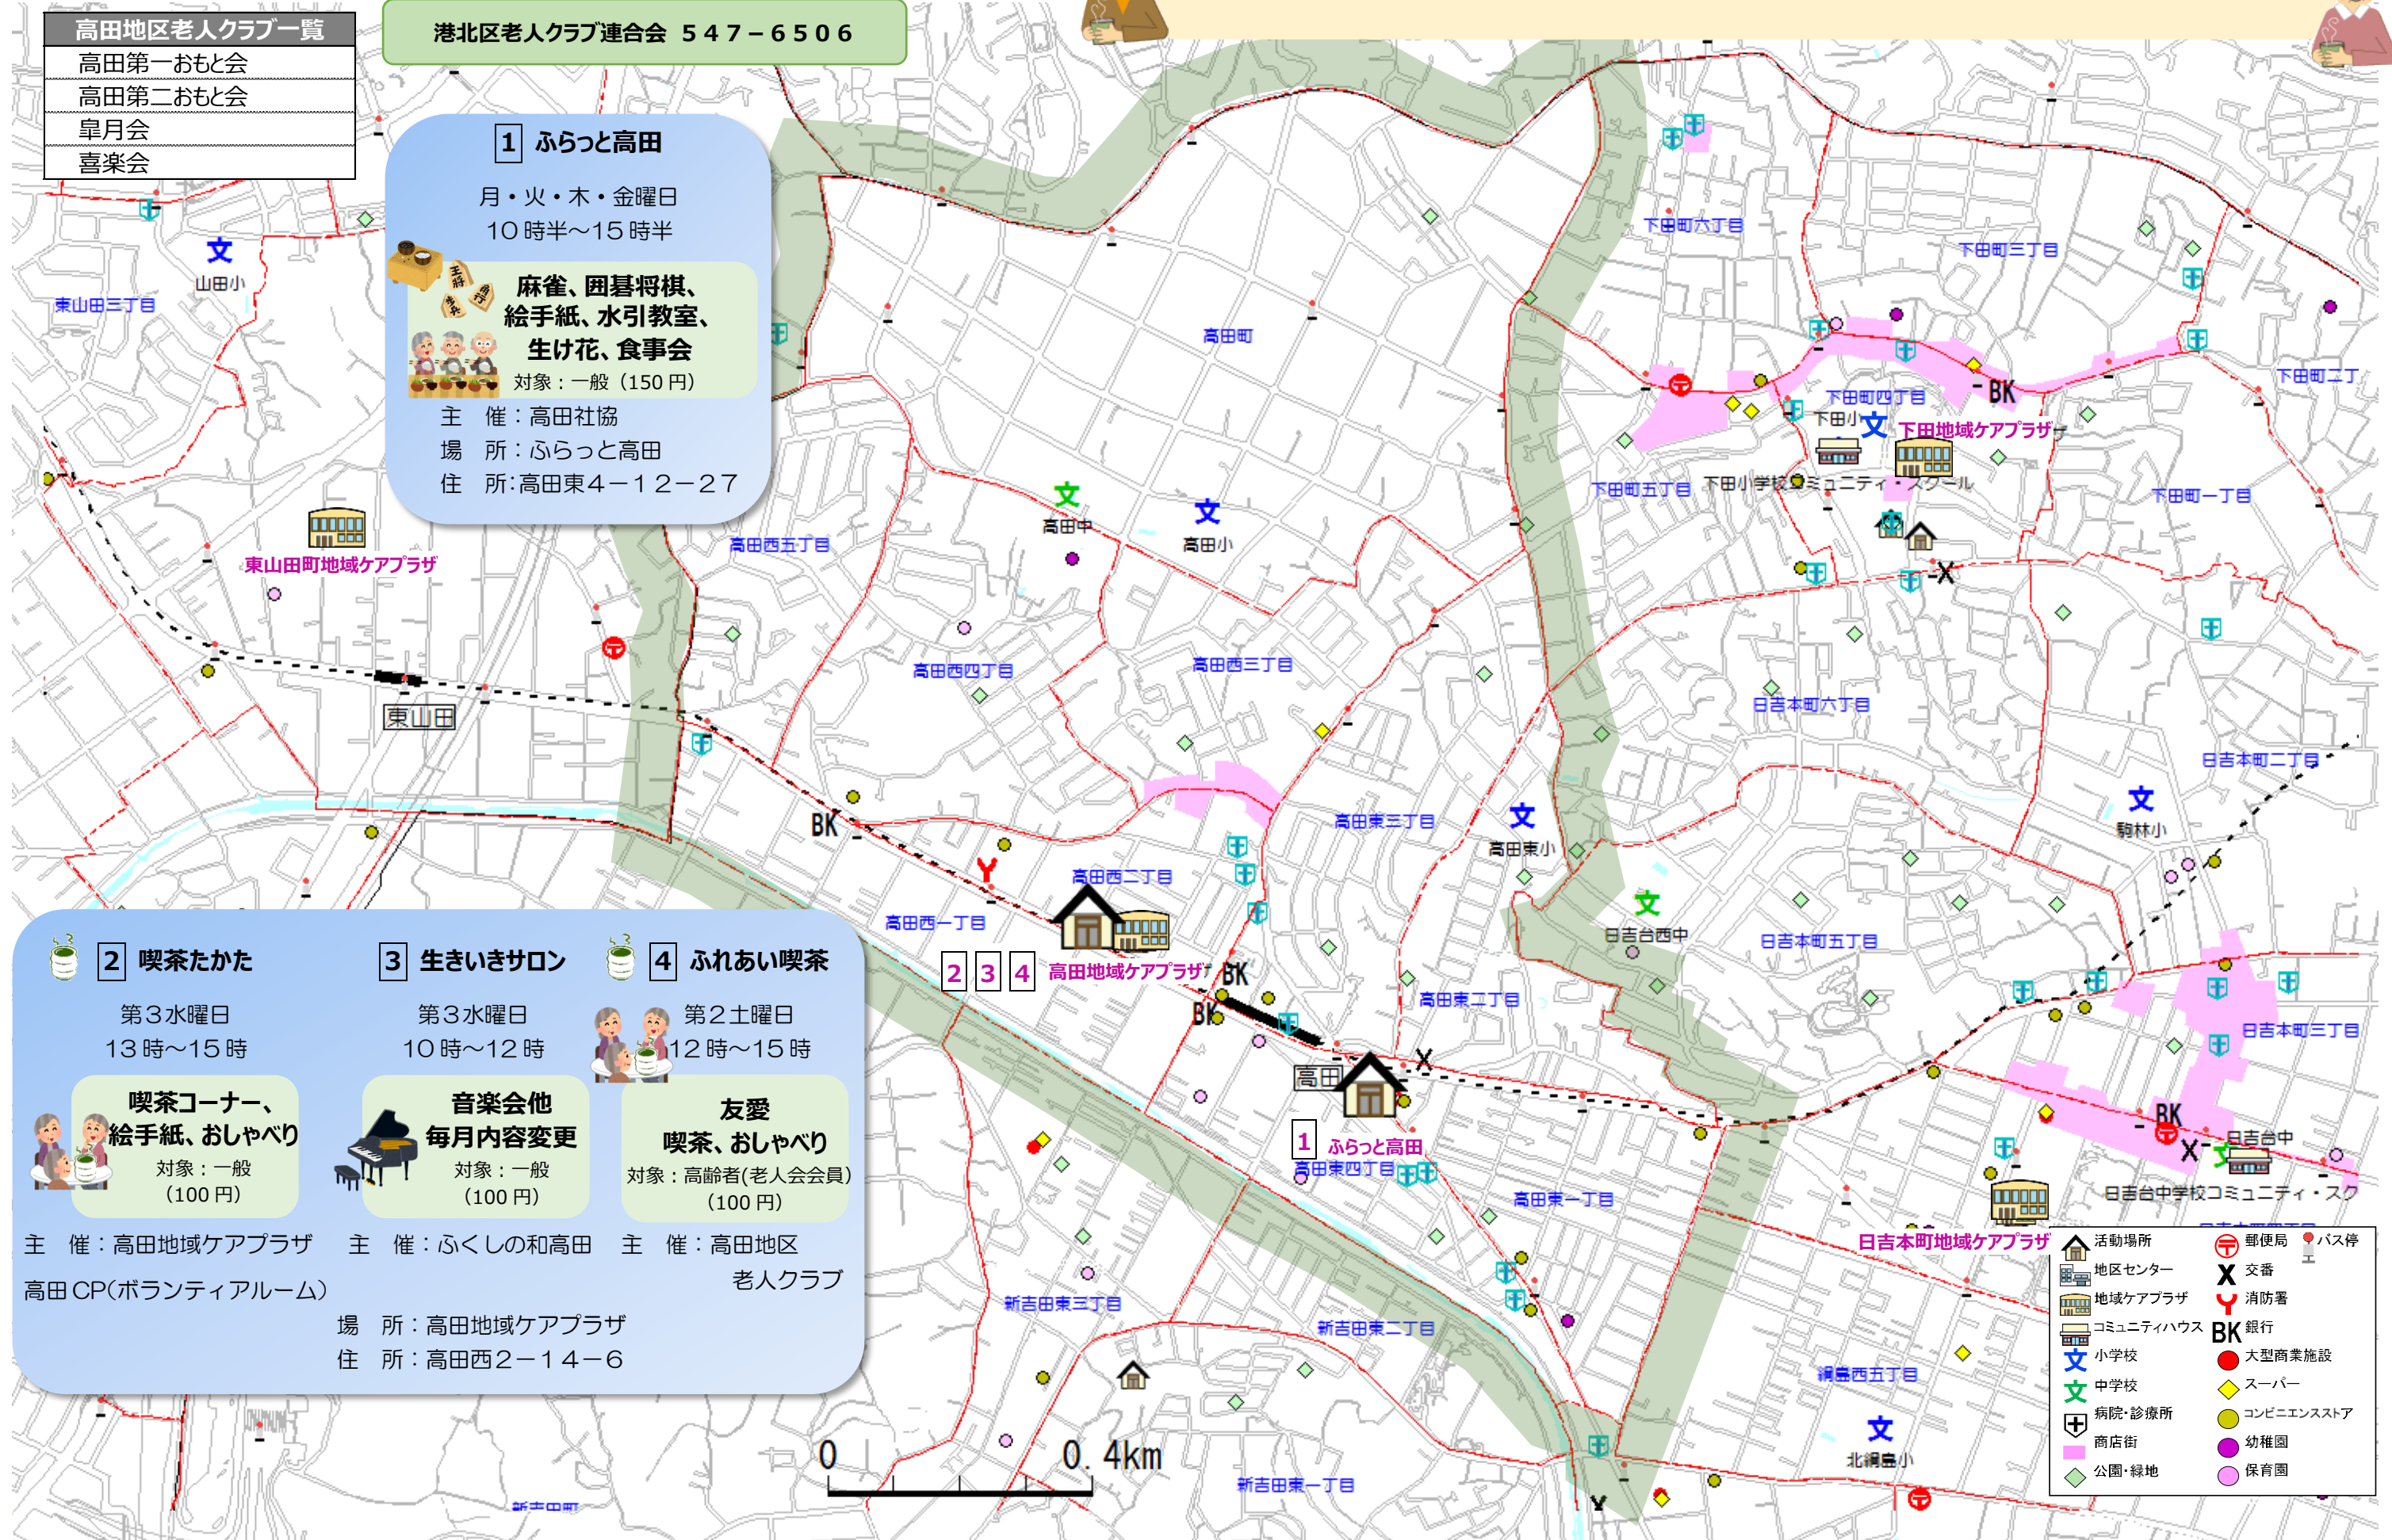 高田地区老人クラブ一覧
高田第一おもと会
高田第二おもと会
皐月会
喜楽会
港北区老人クラブ連合会 ５４７－６５０６
1 ふらっと高田
月・火・木・金曜日
10時半～15時半
麻雀、囲碁将棋、
絵手紙、水引教室、
生け花、食事会
対象：一般（150円）
主　催：高田社協
場　所：ふらっと高田
住　所：高田東４－１２－２７
2 喫茶たかた
第３水曜日
13時～15時
喫茶コーナー、
絵手紙、おしゃべり
対象：一般
（100円）
主　催：高田地域ケアプラザ
高田CP（ボランティアルーム）
3 生きいきサロン
第３水曜日
10時～12時
音楽会他
毎月内容変更
対象：一般
（100円）
主　催：ふくしの和高田
4 ふれあい喫茶
第２土曜日
12時～15時
友愛
喫茶、おしゃべり
対象：高齢者(老人会会員)
（100円）
主　催：高田地区
老人クラブ
場　所：高田地域ケアプラザ
住　所：高田西２－１４－６
文
山田小
東山田三丁目
東山田町地域ケアプラザ
東山田
高田町
高田西五丁目
文
高田中
文
高田小
高田西四丁目
高田西三丁目
BK
高田西二丁目
高田西一丁目
2 3 4 高田地域ケアプラザ
BK
BK
高田
1 ふらっと高田
高田東四丁目
高田東三丁目
文
高田東小
高田東二丁目
高田東一丁目
下田町六丁目
下田町三丁目
下田町二丁
下田町四丁目
BK
下田小
文
下田地域ケアプラザ
下田町五丁目
下田小学校コミュニティ・スクール
下田町一丁目
日吉本町六丁目
日吉本町二丁目
文
駒林小
文
日吉台西中
日吉本町五丁目
日吉本町三丁目
BK
日吉台中
日吉台中学校コミュニティ・スク
日吉本町地域ケアプラザ
新吉田東三丁目
新吉田東二丁目
新吉田東一丁目
新吉田町
綱島西五丁目
文
北綱島小
0
0.4km
活動場所
地区センター
地域ケアプラザ
コミュニティハウス
文 小学校
文 中学校
病院・診療所
商店街
公園・緑地
郵便局
バス停
交番
消防署
BK 銀行
大型商業施設
スーパー
コンビニエンスストア
幼稚園
保育園